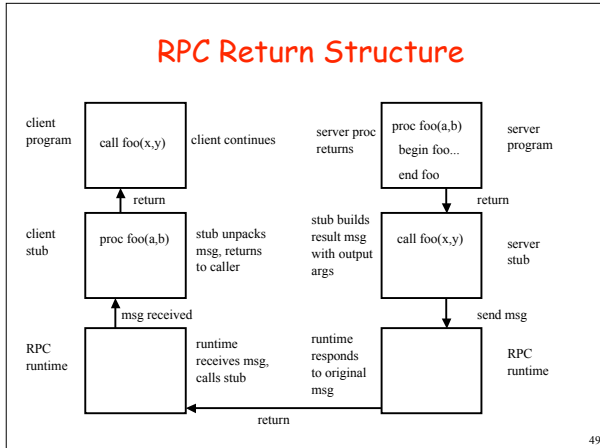 RPC Return Structure
client
program
call foo(x,y)
client continues
server proc
returns
proc foo(a,b)
begin foo...
end foo
server
program
return
return
client
stub
proc foo(a,b)
stub unpacks
msg, returns
to caller
stub builds
result msg
with output
args
call foo(x,y)
server
stub
msg received
send msg
RPC
runtime
runtime
receives msg,
calls stub
runtime
responds
to original
msg
RPC
runtime
return
49